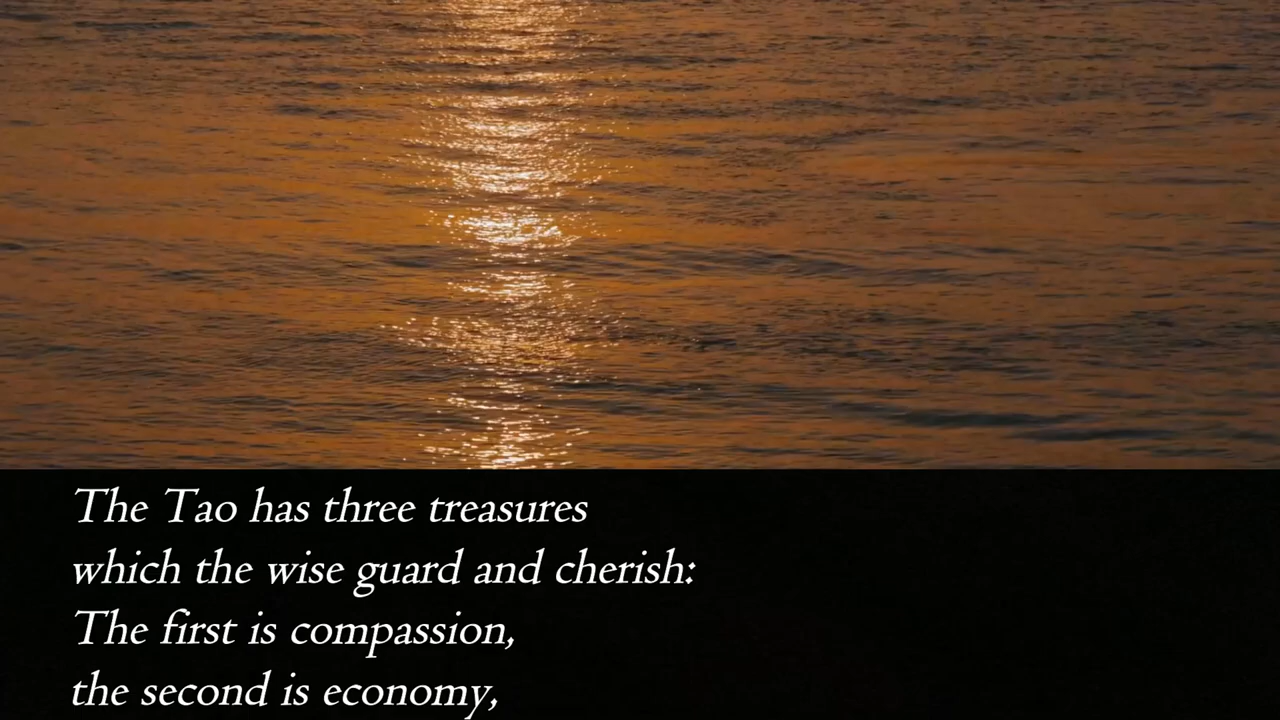 The Tao has three treasures
which the wise guard and cherish:
The first is compassion,
the second is economy,